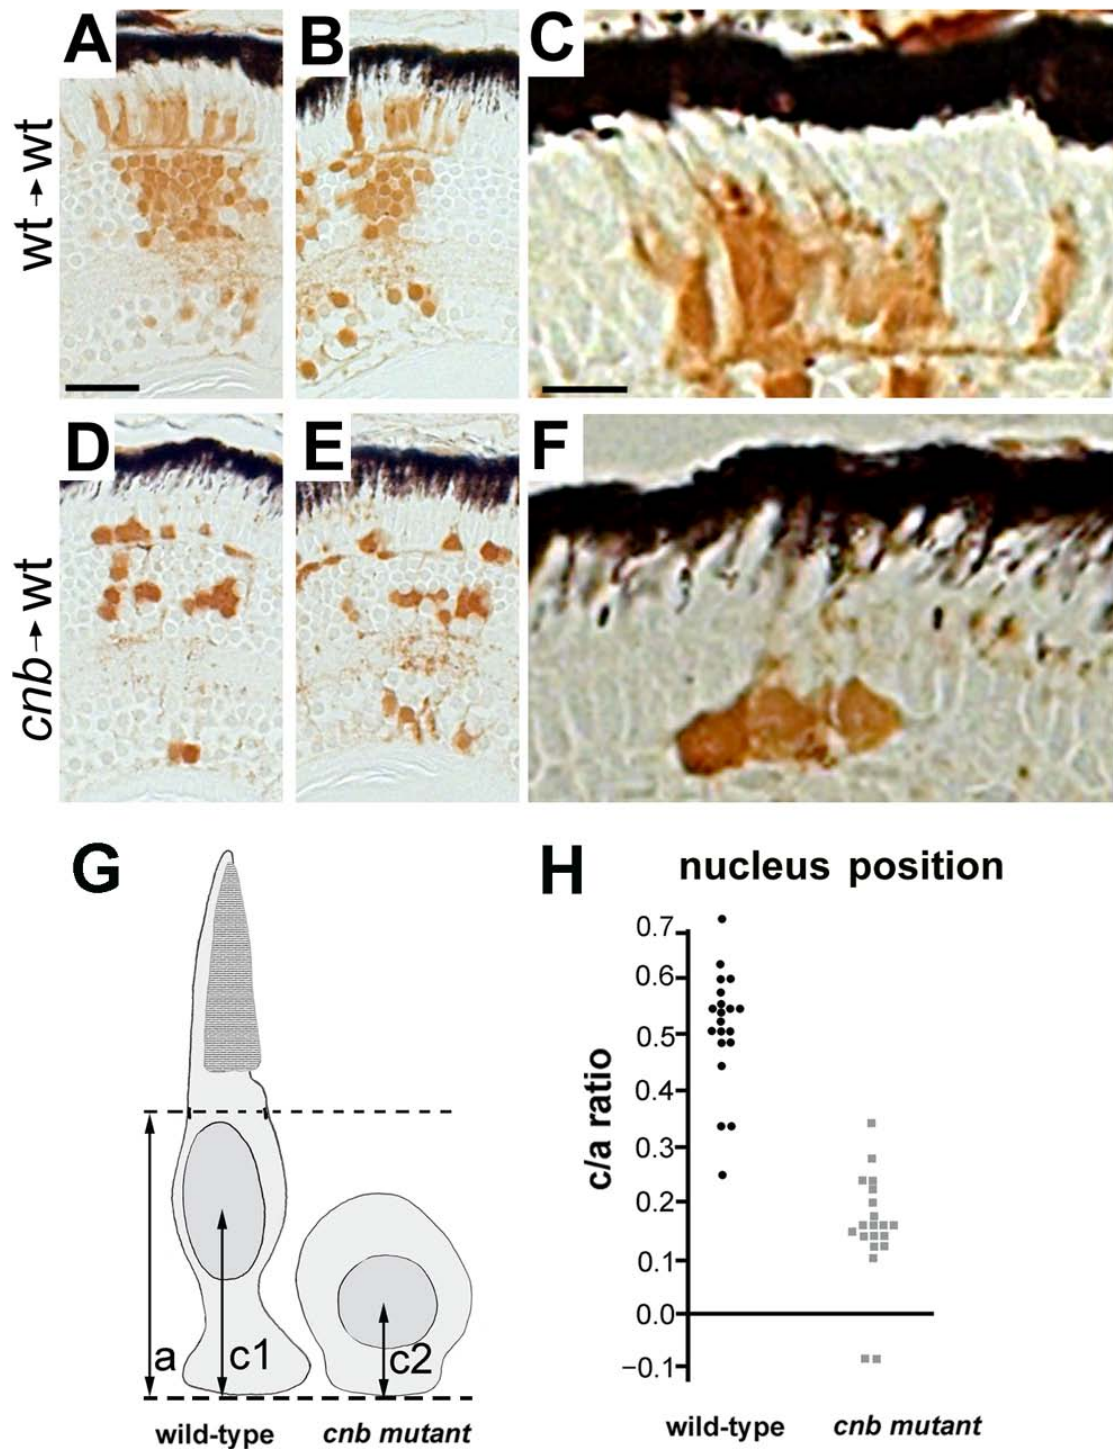 A
B
C
wt → wt
D
E
F
cnb → wt
G
a
c1
c2
wild-type
cnb mutant
H
nucleus position
c/a ratio
0.7
0.6
0.5
0.4
0.3
0.2
0.1
0.0
−0.1
wild-type
cnb mutant